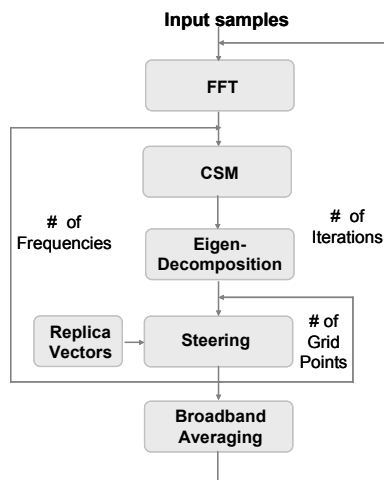 Input samples
FFT
CSM
# of
Frequencies
# of
Iterations
Eigen-
Decomposition
Replica
Vectors
Steering
# of
Grid
Points
Broadband
Averaging